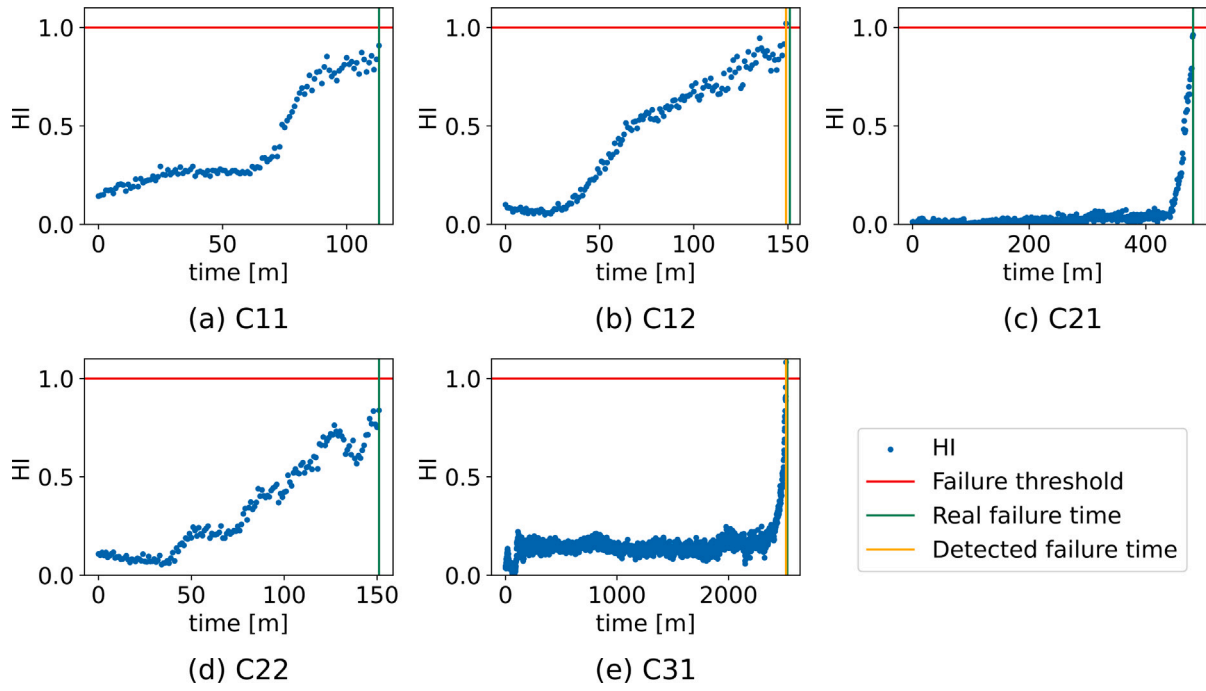 1.0
0.5
0.0
HI
0
50
100
time [m]
(a) C11
1.0
0.5
0.0
HI
0
50
100
150
time [m]
(b) C12
1.0
0.5
0.0
HI
0
200
400
time [m]
(c) C21
1.0
0.5
0.0
HI
0
50
100
150
time [m]
(d) C22
1.0
0.5
0.0
HI
0
1000
2000
time [m]
(e) C31
HI
Failure threshold
Real failure time
Detected failure time